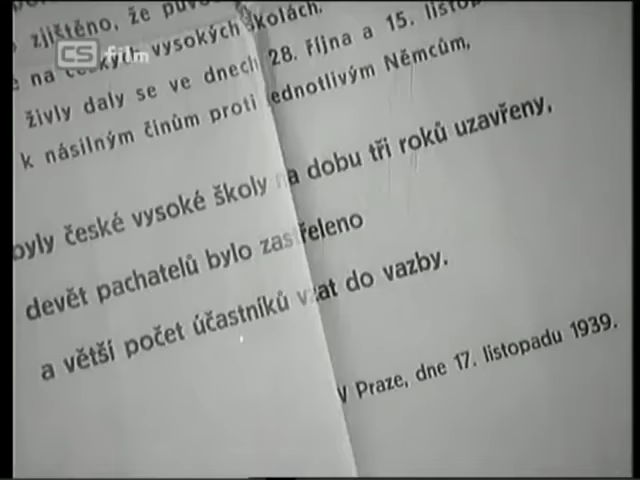 zjištěno, že
na českých vysokých školách.
živly daly se ve dnech 28. října a 15.
k násilným činům proti jednotlivým Němcům,
byly české vysoké školy na dobu tří roků uzavřeny,
devět pachatelů bylo zastřeleno
a větší počet účastníků vzat do vazby.
V Praze, dne 17. listopadu 1939.
CS film